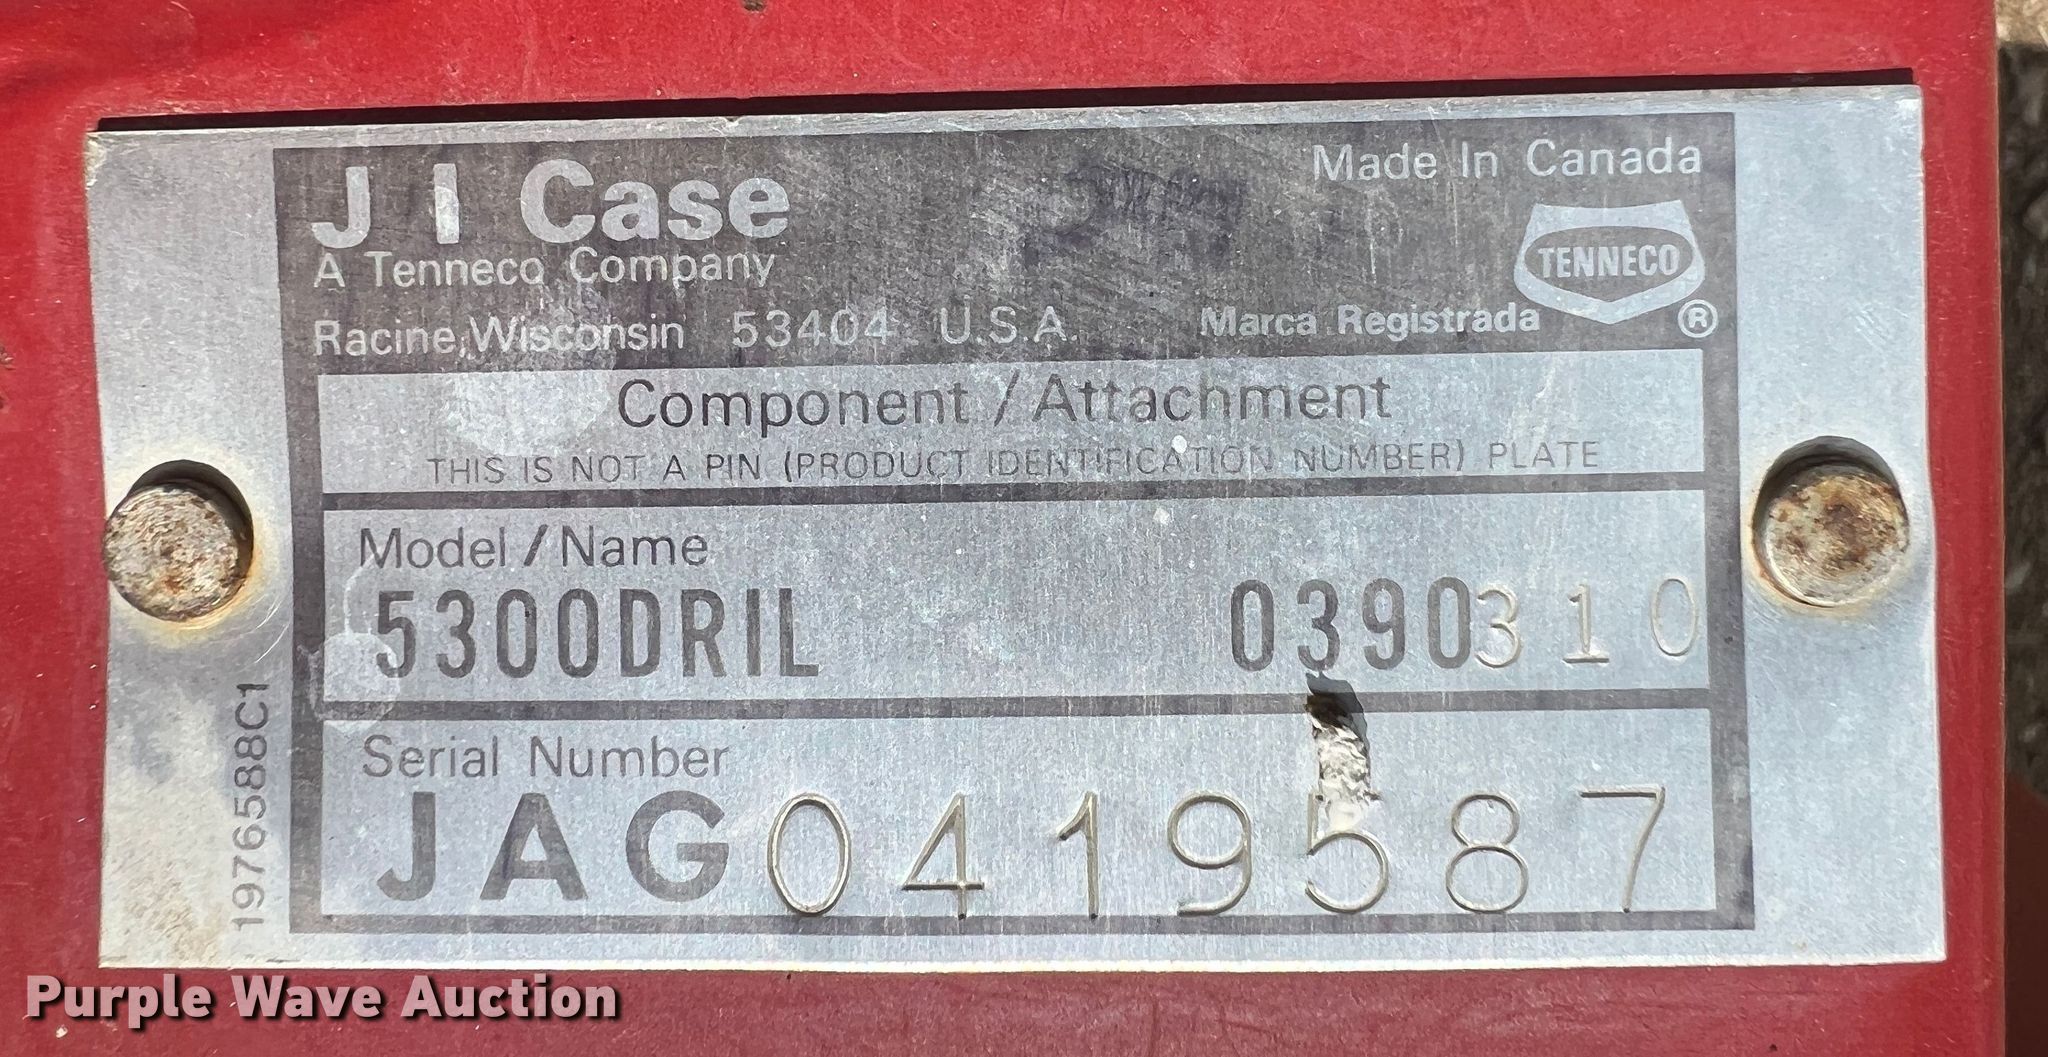 J I Case
Made In Canada
A Tenneco Company
TENNECO
Racine, Wisconsin 53404 U.S.A.
Marca Registrada ®
Component / Attachment
THIS IS NOT A PIN (PRODUCT IDENTIFICATION NUMBER) PLATE
Model / Name
5300DRIL 0390310
Serial Number
JAG0419587
1976588C1
Purple Wave Auction